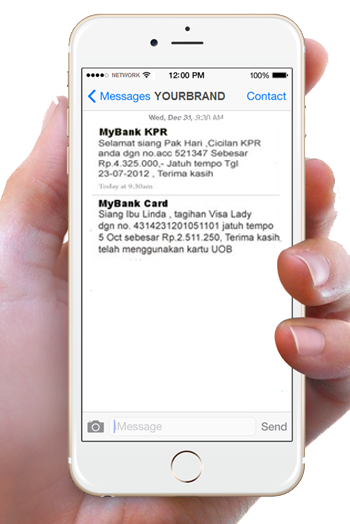 NETWORK 12:00 PM 100%
Messages YOURBRAND Contact
Wed, Dec 31, 9:30 AM
MyBank KPR
Selamat siang Pak Hari ,Cicilan KPR
anda dgn no.acc 521347 Sebesar
Rp.4.325.000,- Jatuh tempo Tgl
23-07-2012 , Terima kasih
Today at 9:30am
MyBank Card
Siang Ibu Linda , tagihan Visa Lady
dgn no. 4314231201051101 jatuh tempo
5 Oct sebesar Rp.2.511.250, Terima kasih
telah menggunakan kartu UOB
iMessage Send